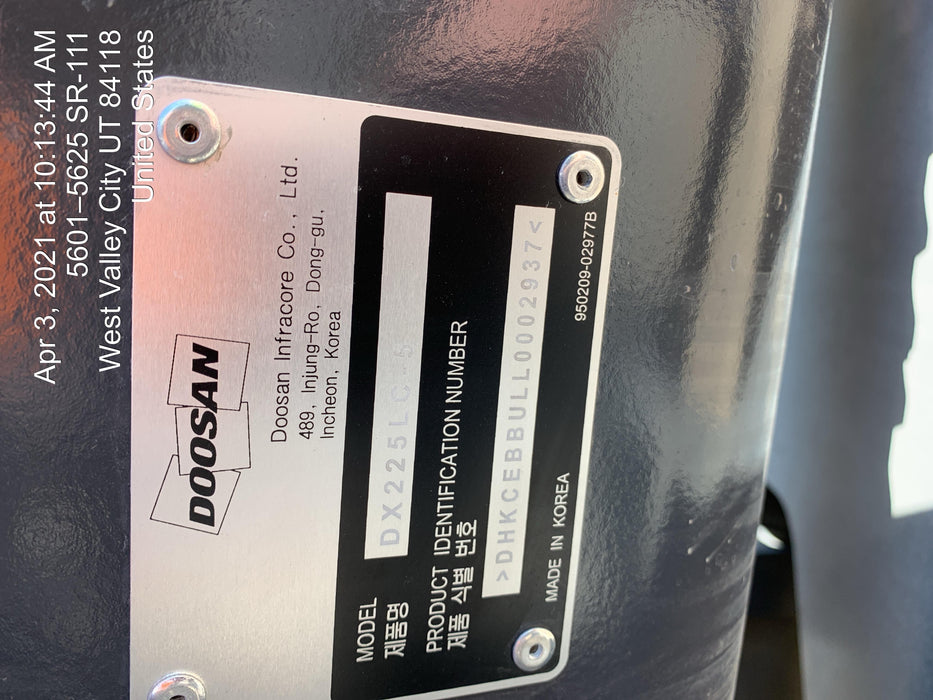 Apr 3, 2021 at 10:13:44 AM
5601–5625 SR-111
West Valley City UT 84118
United States
DOOSAN
Doosan Infracore Co., Ltd.
489, Injung-Ro, Dong-gu,
Incheon, Korea
MODEL
제품명
DX225LC-5
PRODUCT IDENTIFICATION NUMBER
제품 식별 번호
>DHKCEBBULL0002937<
MADE IN KOREA
950209-02977B